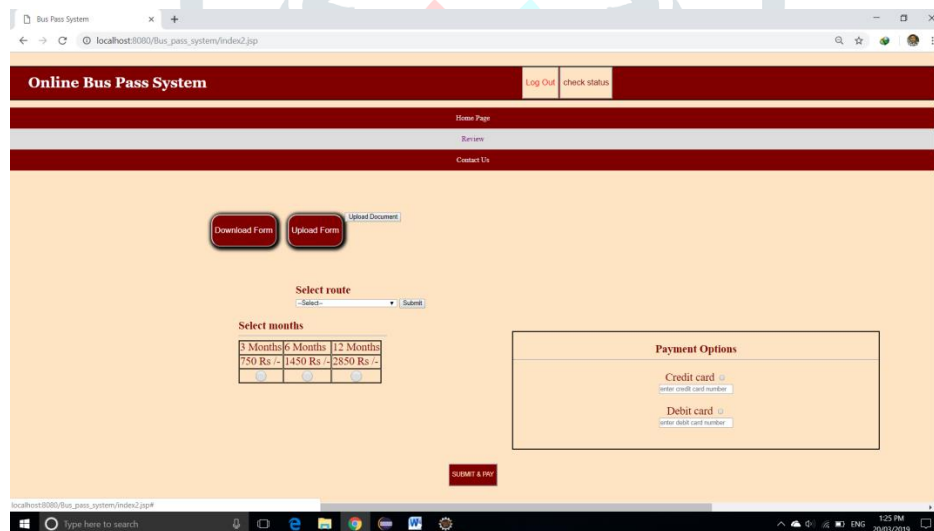 Bus Pass System
localhost:8080/Bus_pass_system/index2.jsp
Online Bus Pass System
Log Out
check status
Home Page
Review
Contact Us
Download Form
Upload Form
Upload Document
Select route
--Select--
Submit
Select months
3 Months 6 Months 12 Months
750 Rs /- 1450 Rs /- 2850 Rs /-
Payment Options
Credit card
enter credit card number
Debit card
enter debit card number
SUBMIT & PAY
localhost:8080/Bus_pass_system/index2.jsp#
Type here to search
ENG
1:25 PM
20/03/2019